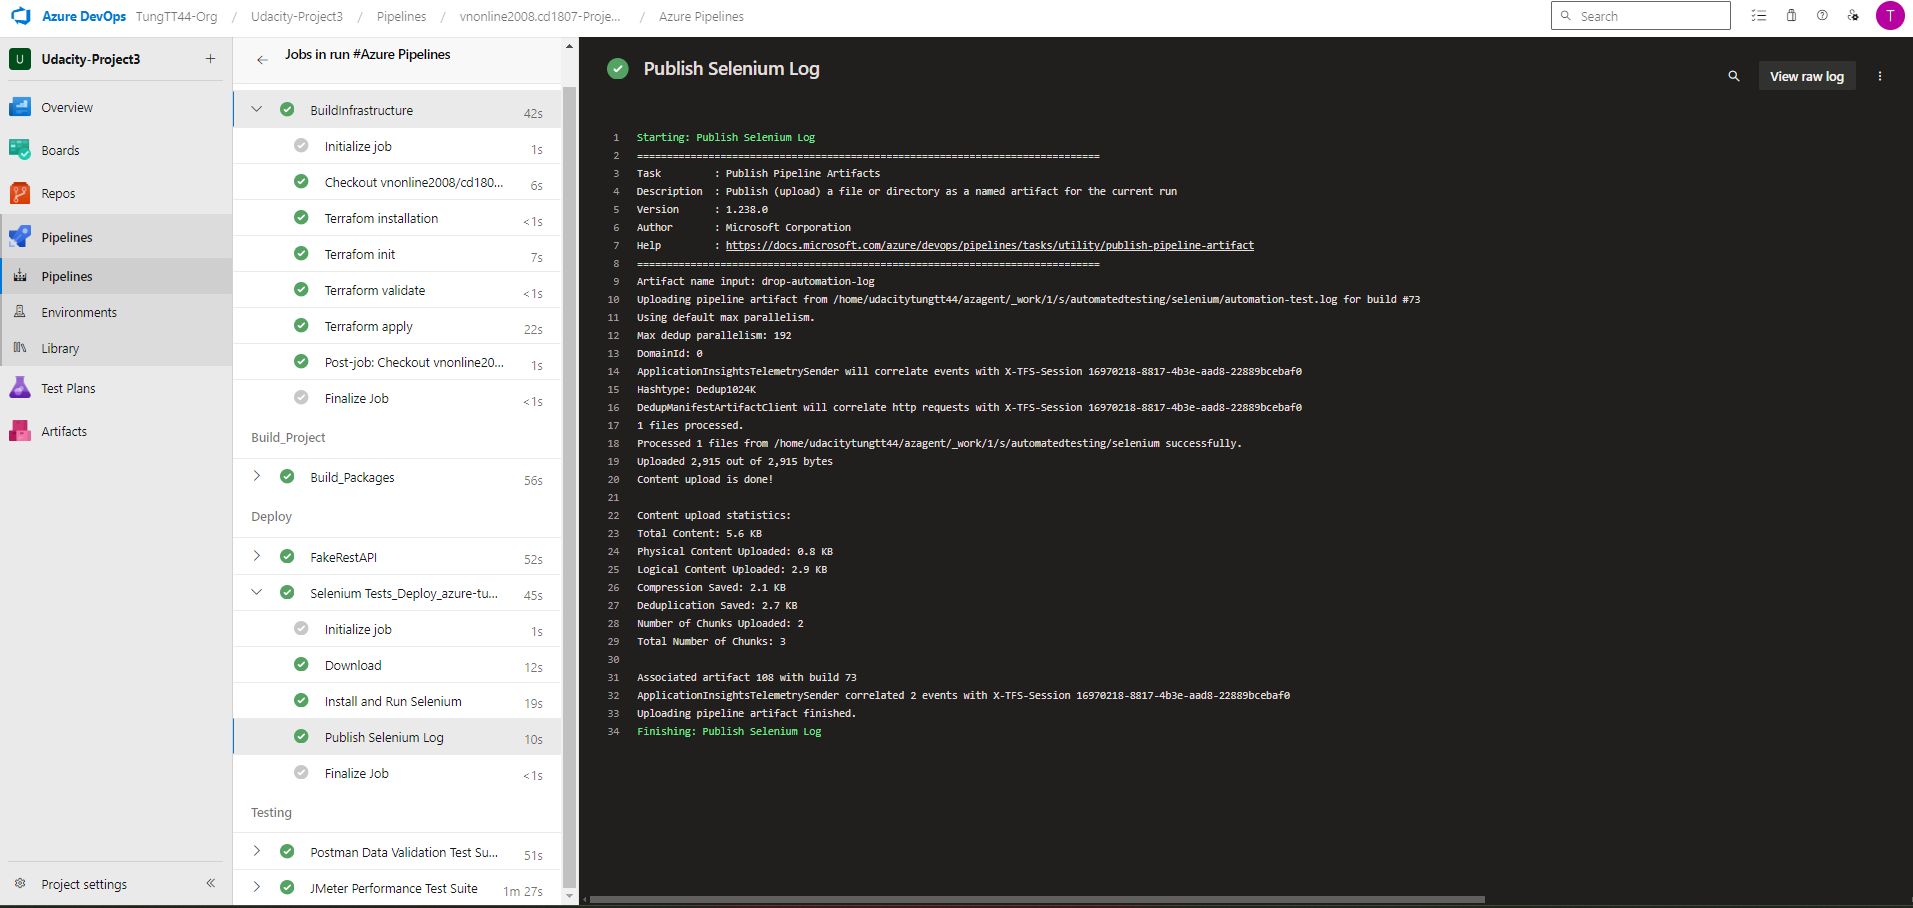 Azure DevOps TungTT44-Org / Udacity-Project3 / Pipelines / vnonline2008.cd1807-Proje... / Azure Pipelines
Search
T
U Udacity-Project3 +
Overview
Boards
Repos
Pipelines
Pipelines
Environments
Library
Test Plans
Artifacts
Project settings
Jobs in run #Azure Pipelines
BuildInfrastructure 42s
Initialize job 1s
Checkout vnonline2008/cd180... 6s
Terrafom installation <1s
Terrafom init 7s
Terraform validate <1s
Terraform apply 22s
Post-job: Checkout vnonline20... 1s
Finalize Job <1s
Build_Project
Build_Packages 56s
Deploy
FakeRestAPI 52s
Selenium Tests_Deploy_azure-tu... 45s
Initialize job 1s
Download 12s
Install and Run Selenium 19s
Publish Selenium Log 10s
Finalize Job <1s
Testing
Postman Data Validation Test Su... 51s
JMeter Performance Test Suite 1m 27s
Publish Selenium Log
View raw log
1 Starting: Publish Selenium Log
2 ==============================================================================
3 Task : Publish Pipeline Artifacts
4 Description : Publish (upload) a file or directory as a named artifact for the current run
5 Version : 1.238.0
6 Author : Microsoft Corporation
7 Help : https://docs.microsoft.com/azure/devops/pipelines/tasks/utility/publish-pipeline-artifact
8 ==============================================================================
9 Artifact name input: drop-automation-log
10 Uploading pipeline artifact from /home/udacitytungtt44/azagent/_work/1/s/automatedtesting/selenium/automation-test.log for build #73
11 Using default max parallelism.
12 Max dedup parallelism: 192
13 DomainId: 0
14 ApplicationInsightsTelemetrySender will correlate events with X-TFS-Session 16970218-8817-4b3e-aad8-22889bcebaf0
15 Hashtype: Dedup1024K
16 DedupManifestArtifactClient will correlate http requests with X-TFS-Session 16970218-8817-4b3e-aad8-22889bcebaf0
17 1 files processed.
18 Processed 1 files from /home/udacitytungtt44/azagent/_work/1/s/automatedtesting/selenium successfully.
19 Uploaded 2,915 out of 2,915 bytes
20 Content upload is done!
21
22 Content upload statistics:
23 Total Content: 5.6 KB
24 Physical Content Uploaded: 0.8 KB
25 Logical Content Uploaded: 2.9 KB
26 Compression Saved: 2.1 KB
27 Deduplication Saved: 2.7 KB
28 Number of Chunks Uploaded: 2
29 Total Number of Chunks: 3
30
31 Associated artifact 108 with build 73
32 ApplicationInsightsTelemetrySender correlated 2 events with X-TFS-Session 16970218-8817-4b3e-aad8-22889bcebaf0
33 Uploading pipeline artifact finished.
34 Finishing: Publish Selenium Log